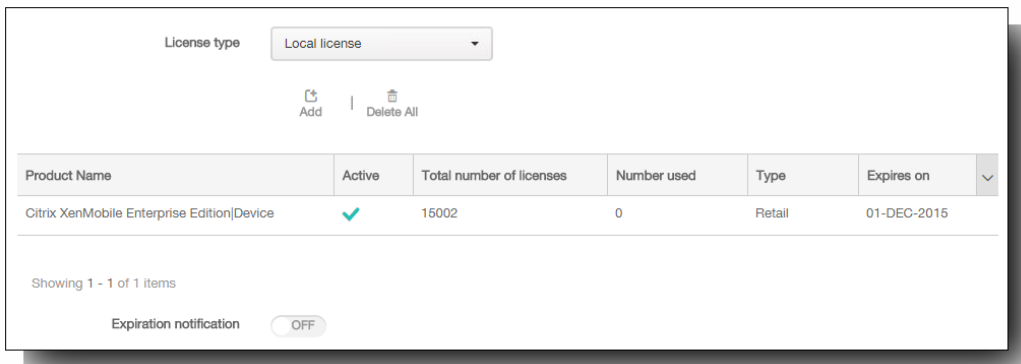 License type Local license
Add | Delete All
Product Name Active Total number of licenses Number used Type Expires on
Citrix XenMobile Enterprise Edition|Device 15002 0 Retail 01-DEC-2015
Showing 1 - 1 of 1 items
Expiration notification OFF